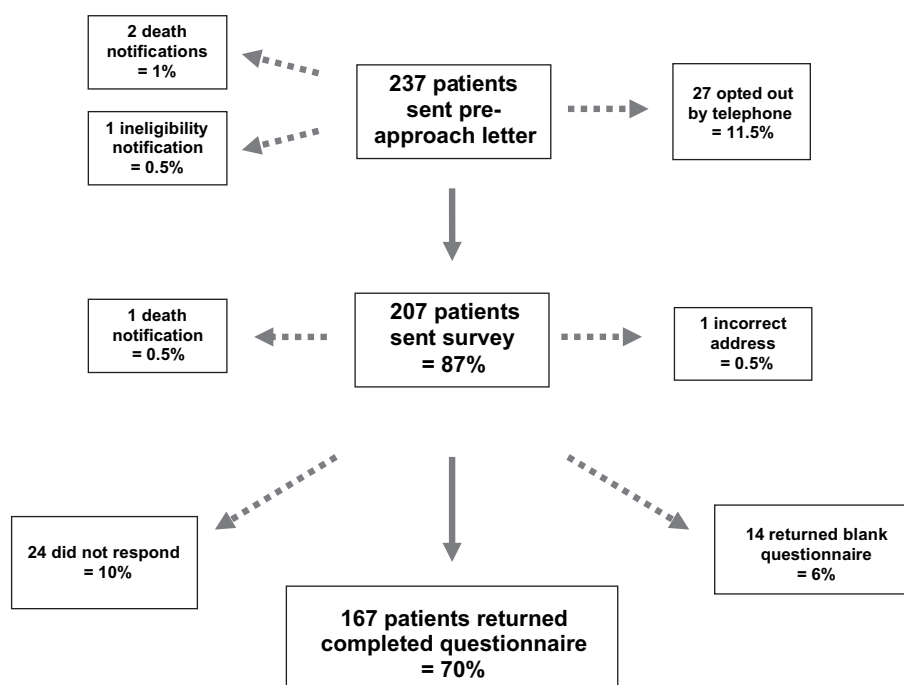 2 death
notifications
= 1%
237 patients
sent pre-
approach letter
27 opted out
by telephone
= 11.5%
1 ineligibility
notification
= 0.5%
1 death
notification
= 0.5%
207 patients
sent survey
= 87%
1 incorrect
address
= 0.5%
24 did not respond
= 10%
14 returned blank
questionnaire
= 6%
167 patients returned
completed questionnaire
= 70%